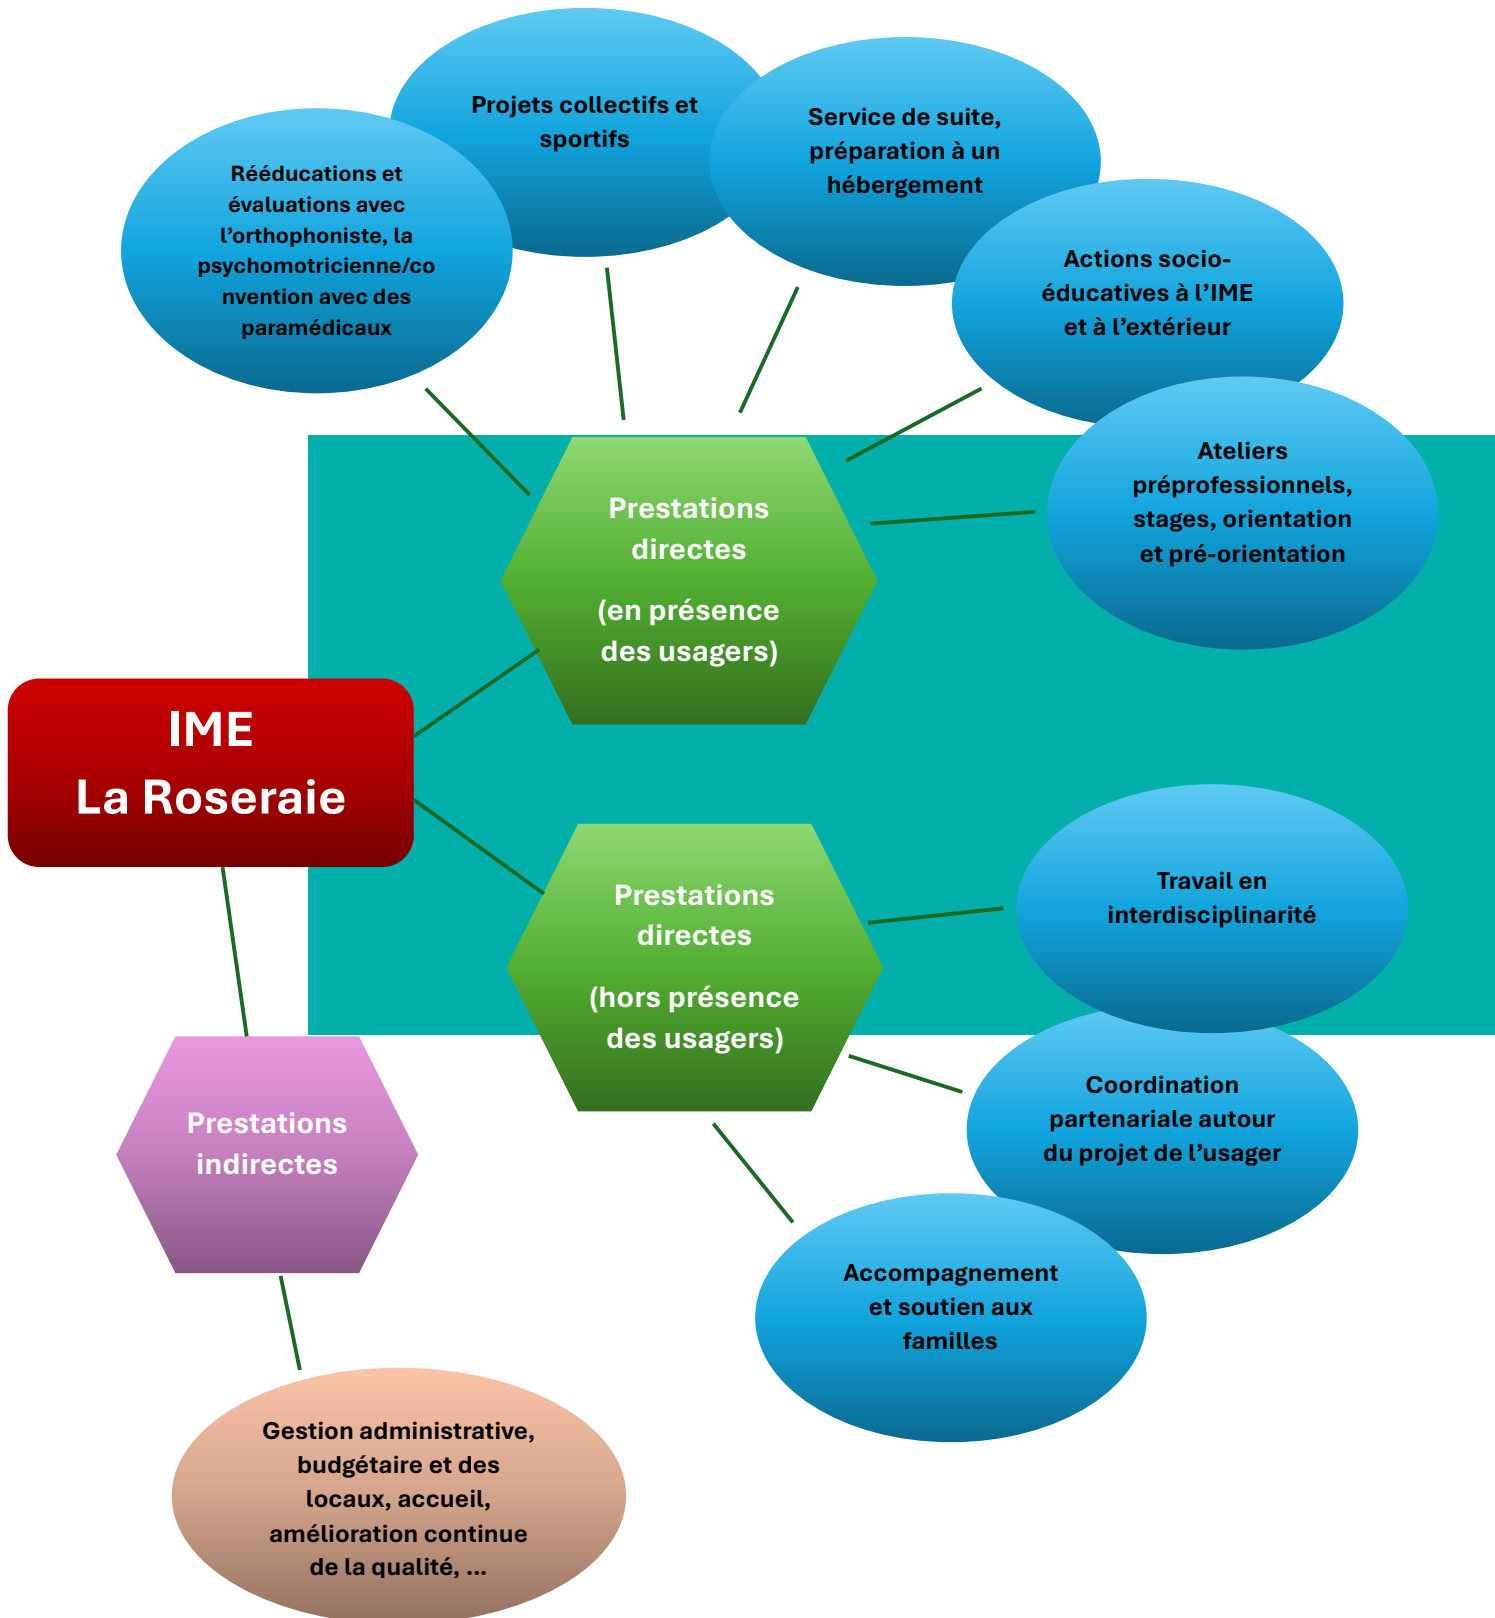 Projets collectifs et
sportifs
Service de suite,
préparation à un
hébergement
Rééducations et
évaluations avec
l’orthophoniste, la
psychomotricienne/co
nvention avec des
paramédicaux
Actions socio-
éducatives à l’IME
et à l’extérieur
Ateliers
préprofessionnels,
stages, orientation
et pré-orientation
Prestations
directes
(en présence
des usagers)
IME
La Roseraie
Prestations
directes
(hors présence
des usagers)
Travail en
interdisciplinarité
Coordination
partenariale autour
du projet de l’usager
Prestations
indirectes
Accompagnement
et soutien aux
familles
Gestion administrative,
budgétaire et des
locaux, accueil,
amélioration continue
de la qualité, ...